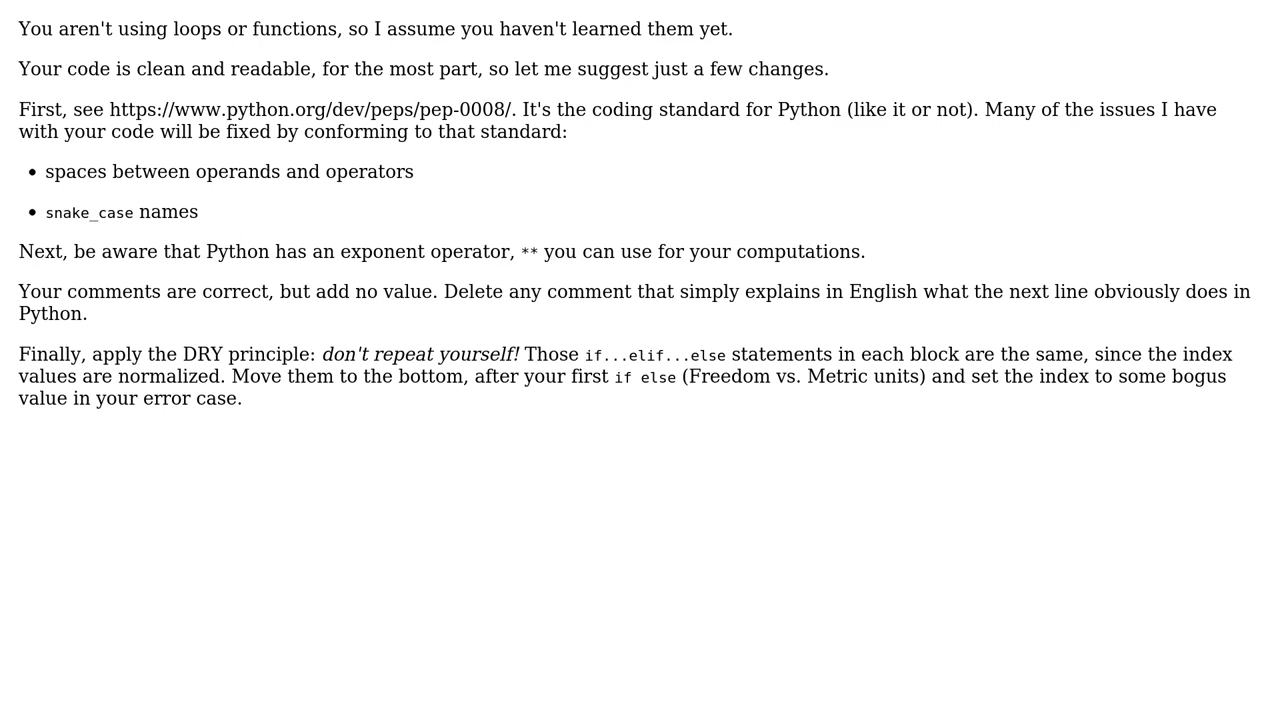 You aren't using loops or functions, so I assume you haven't learned them yet.
Your code is clean and readable, for the most part, so let me suggest just a few changes.
First, see https://www.python.org/dev/peps/pep-0008/. It's the coding standard for Python (like it or not). Many of the issues I have
with your code will be fixed by conforming to that standard:
• spaces between operands and operators
• snake_case names
Next, be aware that Python has an exponent operator, ** you can use for your computations.
Your comments are correct, but add no value. Delete any comment that simply explains in English what the next line obviously does in
Python.
Finally, apply the DRY principle: don't repeat yourself! Those if...elif...else statements in each block are the same, since the index
values are normalized. Move them to the bottom, after your first if else (Freedom vs. Metric units) and set the index to some bogus
value in your error case.